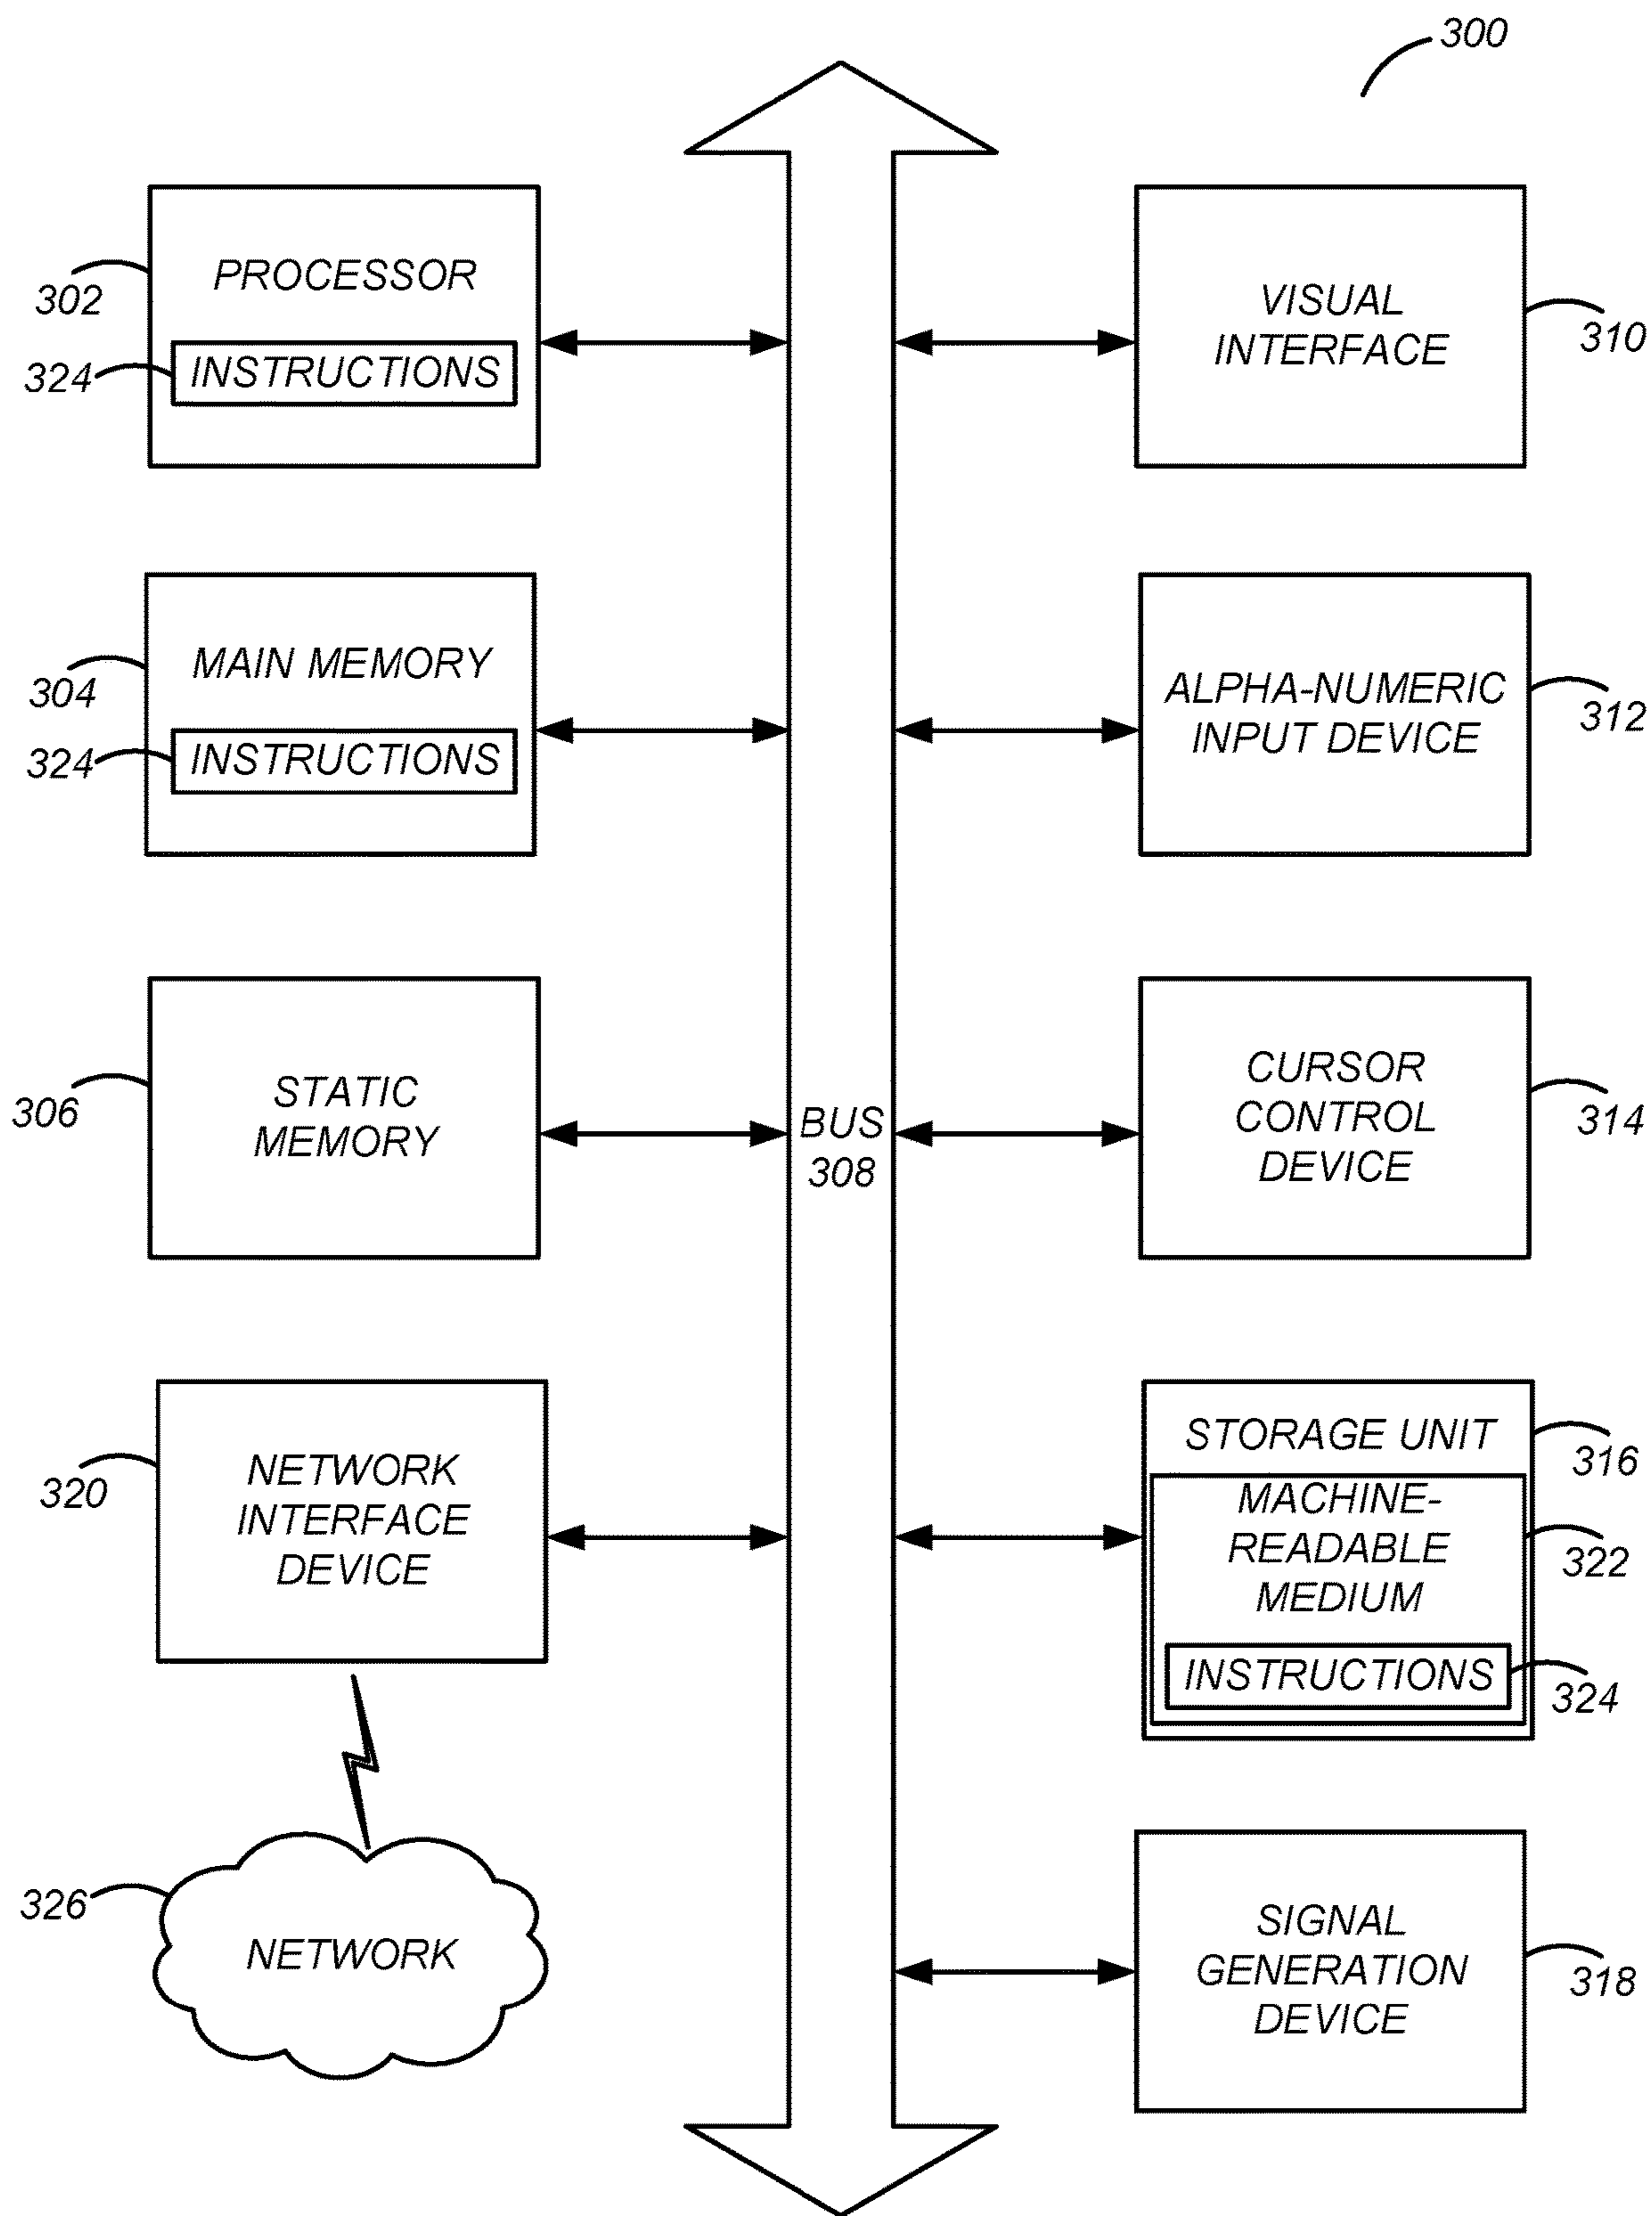 300
PROCESSOR
302
324
INSTRUCTIONS
VISUAL
INTERFACE
310
MAIN MEMORY
304
324
INSTRUCTIONS
ALPHA-NUMERIC
INPUT DEVICE
312
STATIC
MEMORY
306
BUS
308
CURSOR
CONTROL
DEVICE
314
NETWORK
INTERFACE
DEVICE
320
STORAGE UNIT
316
MACHINE-
READABLE
MEDIUM
322
INSTRUCTIONS
324
326
NETWORK
SIGNAL
GENERATION
DEVICE
318